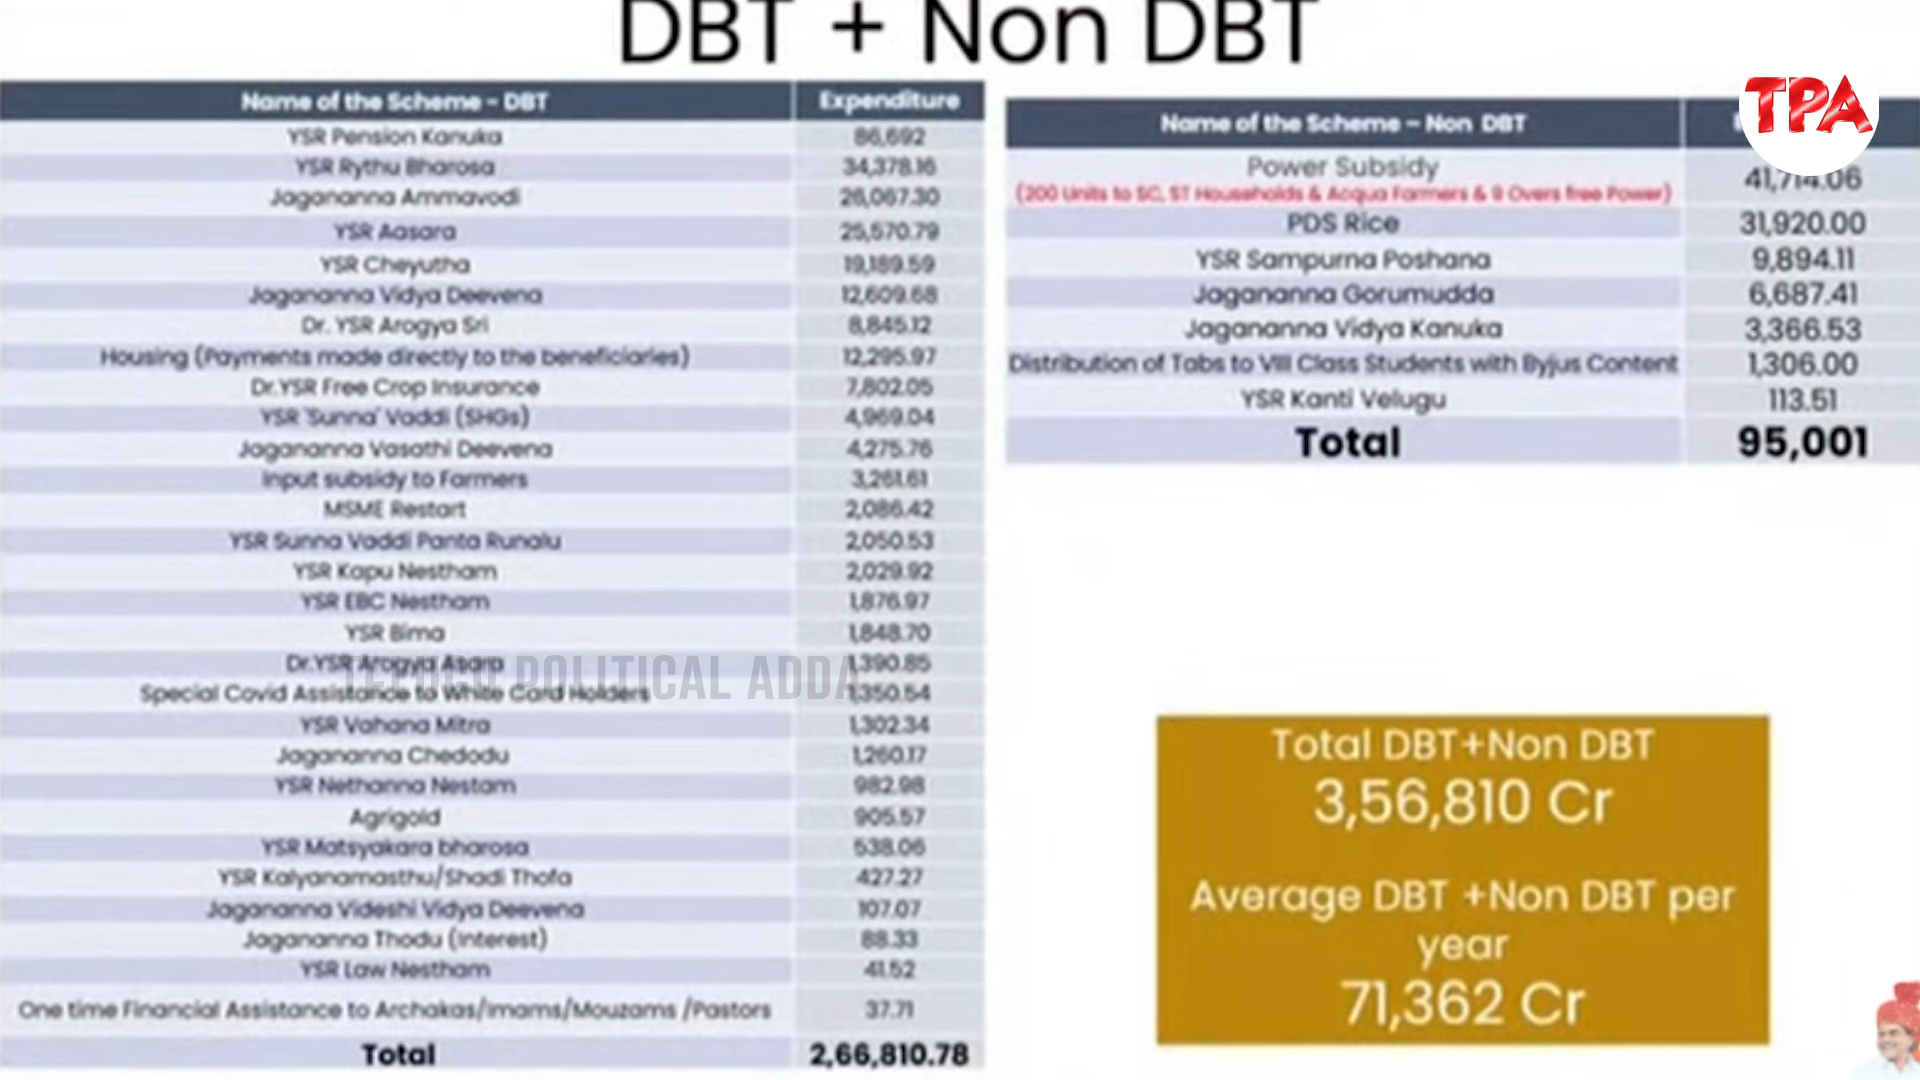 DBT + Non DBT
TPA
Name of the Scheme - DBT Expenditure
YSR Pension Kanuka 86,692
YSR Rythu Bharosa 34,378.16
Jagananna Ammavodi 26,067.30
YSR Aasara 25,570.79
YSR Cheyutha 19,189.59
Jagananna Vidya Deevena 12,609.68
Dr. YSR Arogya Sri 8,845.12
Housing (Payments made directly to the beneficiaries) 12,295.97
Dr.YSR Free Crop Insurance 7,802.05
YSR 'Sunna' Vaddi (SHGs) 4,969.04
Jagananna Vasathi Deevena 4,275.76
Input subsidy to Farmers 3,261.61
MSME Restart 2,086.42
YSR Sunna Vaddi Panta Runalu 2,050.53
YSR Kapu Nestham 2,029.92
YSR EBC Nestham 1,876.97
YSR Bima 1,848.70
Dr.YSR Arogya Asara 1,390.85
TELUGU POLITICAL ADDA
Special Covid Assistance to White Card Holders 1,350.54
YSR Vahana Mitra 1,302.34
Jagananna Chedodu 1,260.17
YSR Nethanna Nestam 982.98
Agrigold 905.57
YSR Matsyakara bharosa 538.06
YSR Kalyanamasthu/Shadi Thofa 427.27
Jagananna Videshi Vidya Deevena 107.07
Jagananna Thodu (Interest) 88.33
YSR Law Nestham 41.52
One time Financial Assistance to Archakas/Imams/Mouzams /Pastors 37.71
Total 2,66,810.78
Name of the Scheme – Non DBT
Power Subsidy 41,714.06
(200 Units to SC, ST Households & Acqua Farmers & 9 Overs free Power)
PDS Rice 31,920.00
YSR Sampurna Poshana 9,894.11
Jagananna Gorumudda 6,687.41
Jagananna Vidya Kanuka 3,366.53
Distribution of Tabs to VIII Class Students with Byjus Content 1,306.00
YSR Kanti Velugu 113.51
Total 95,001
Total DBT+Non DBT
3,56,810 Cr
Average DBT +Non DBT per
year
71,362 Cr